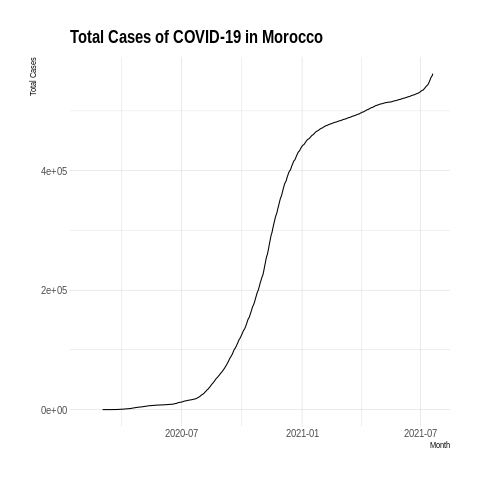 Total Cases of COVID-19 in Morocco
Total Cases
4e+05
2e+05
0e+00
2020-07 2021-01 2021-07
Month